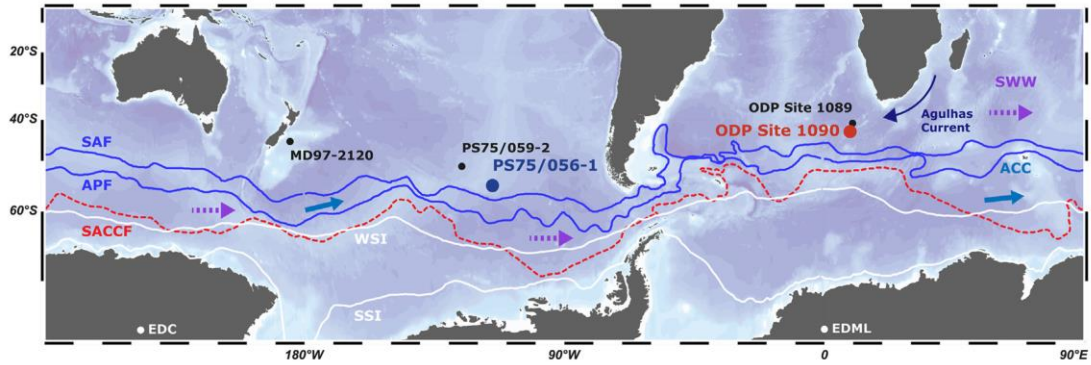 20°S
40°S
60°S
SAF
APF
SACCF
MD97-2120
PS75/059-2
PS75/056-1
WSI
SSI
EDC
ODP Site 1089
ODP Site 1090
Agulhas
Current
SWW
ACC
EDML
180°W
90°W
0
90°E